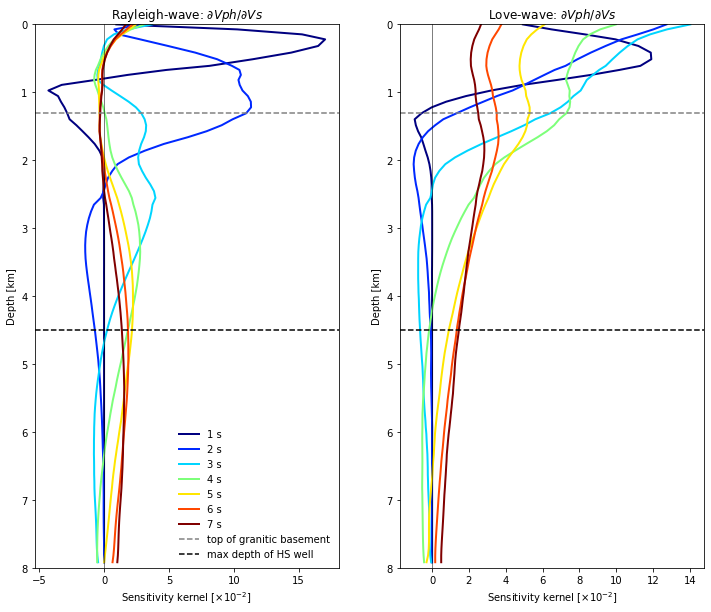 Rayleigh-wave: ∂Vph/∂Vs
0
1
2
3
4
5
6
7
8
Depth [km]
−5
0
5
10
15
Sensitivity kernel [×10⁻²]
1 s
2 s
3 s
4 s
5 s
6 s
7 s
top of granitic basement
max depth of HS well
Love-wave: ∂Vph/∂Vs
0
1
2
3
4
5
6
7
8
Depth [km]
0
2
4
6
8
10
12
14
Sensitivity kernel [×10⁻²]